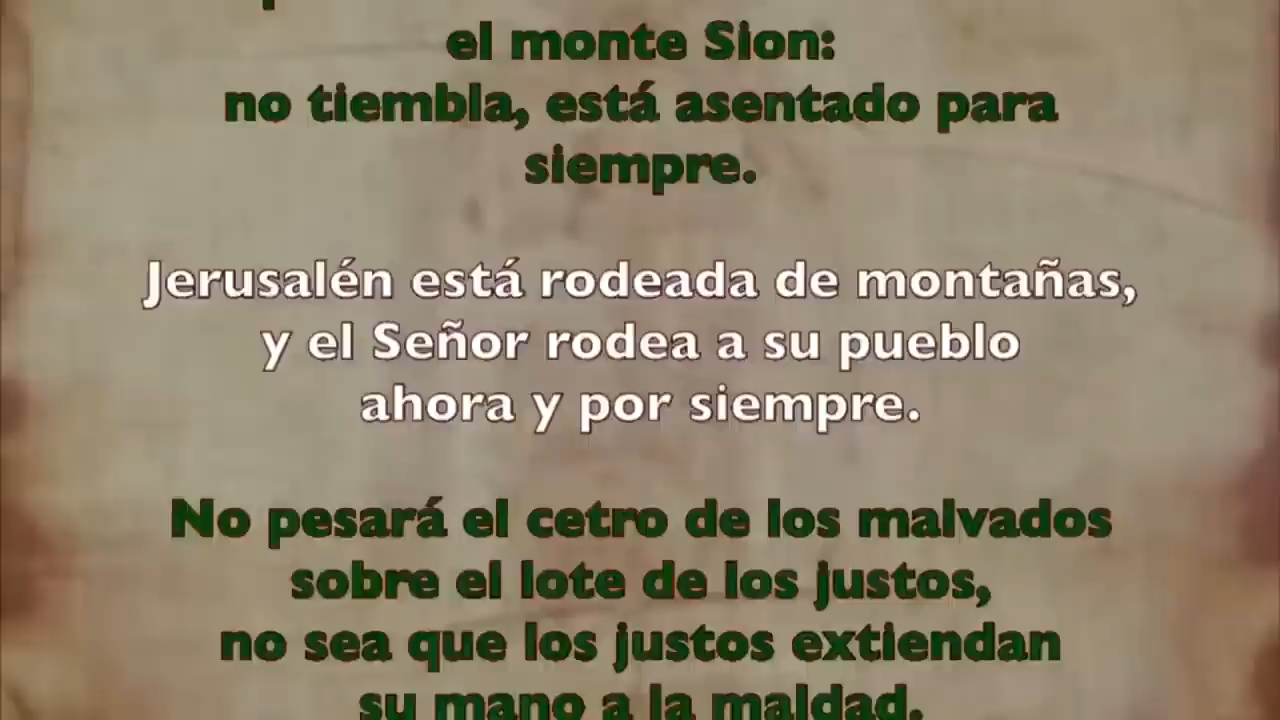 el monte Sion:
no tiembla, está asentado para
siempre.
Jerusalén está rodeada de montañas,
y el Señor rodea a su pueblo
ahora y por siempre.
No pesará el cetro de los malvados
sobre el lote de los justos,
no sea que los justos extiendan
su mano a la maldad.